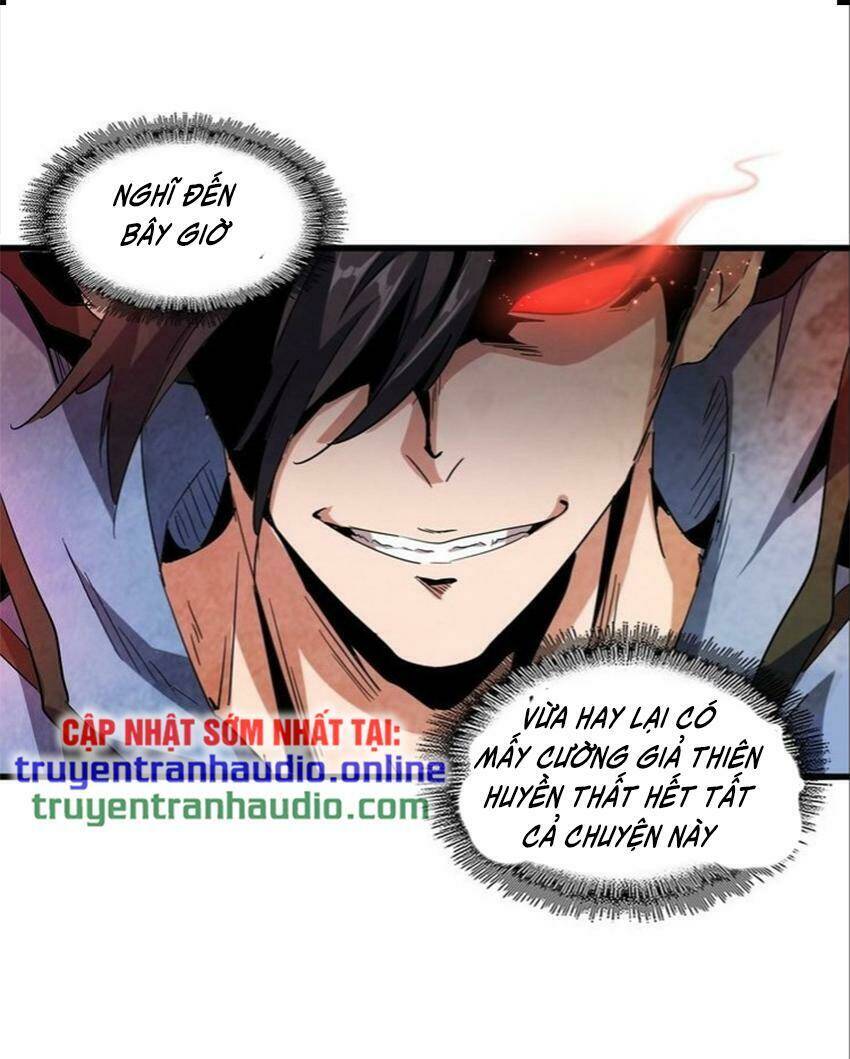 NGHĨ ĐẾN
BÂY GIỜ
CẬP NHẬT SỚM NHẤT TẠI:
truyentranhaudio.online
truyentranhaudio.com
VỪA HAY LẠI CÓ
MẤY CƯỜNG GIẢ THIÊN
HUYỀN THẤT HẾT TẤT
CẢ CHUYỆN NÀY